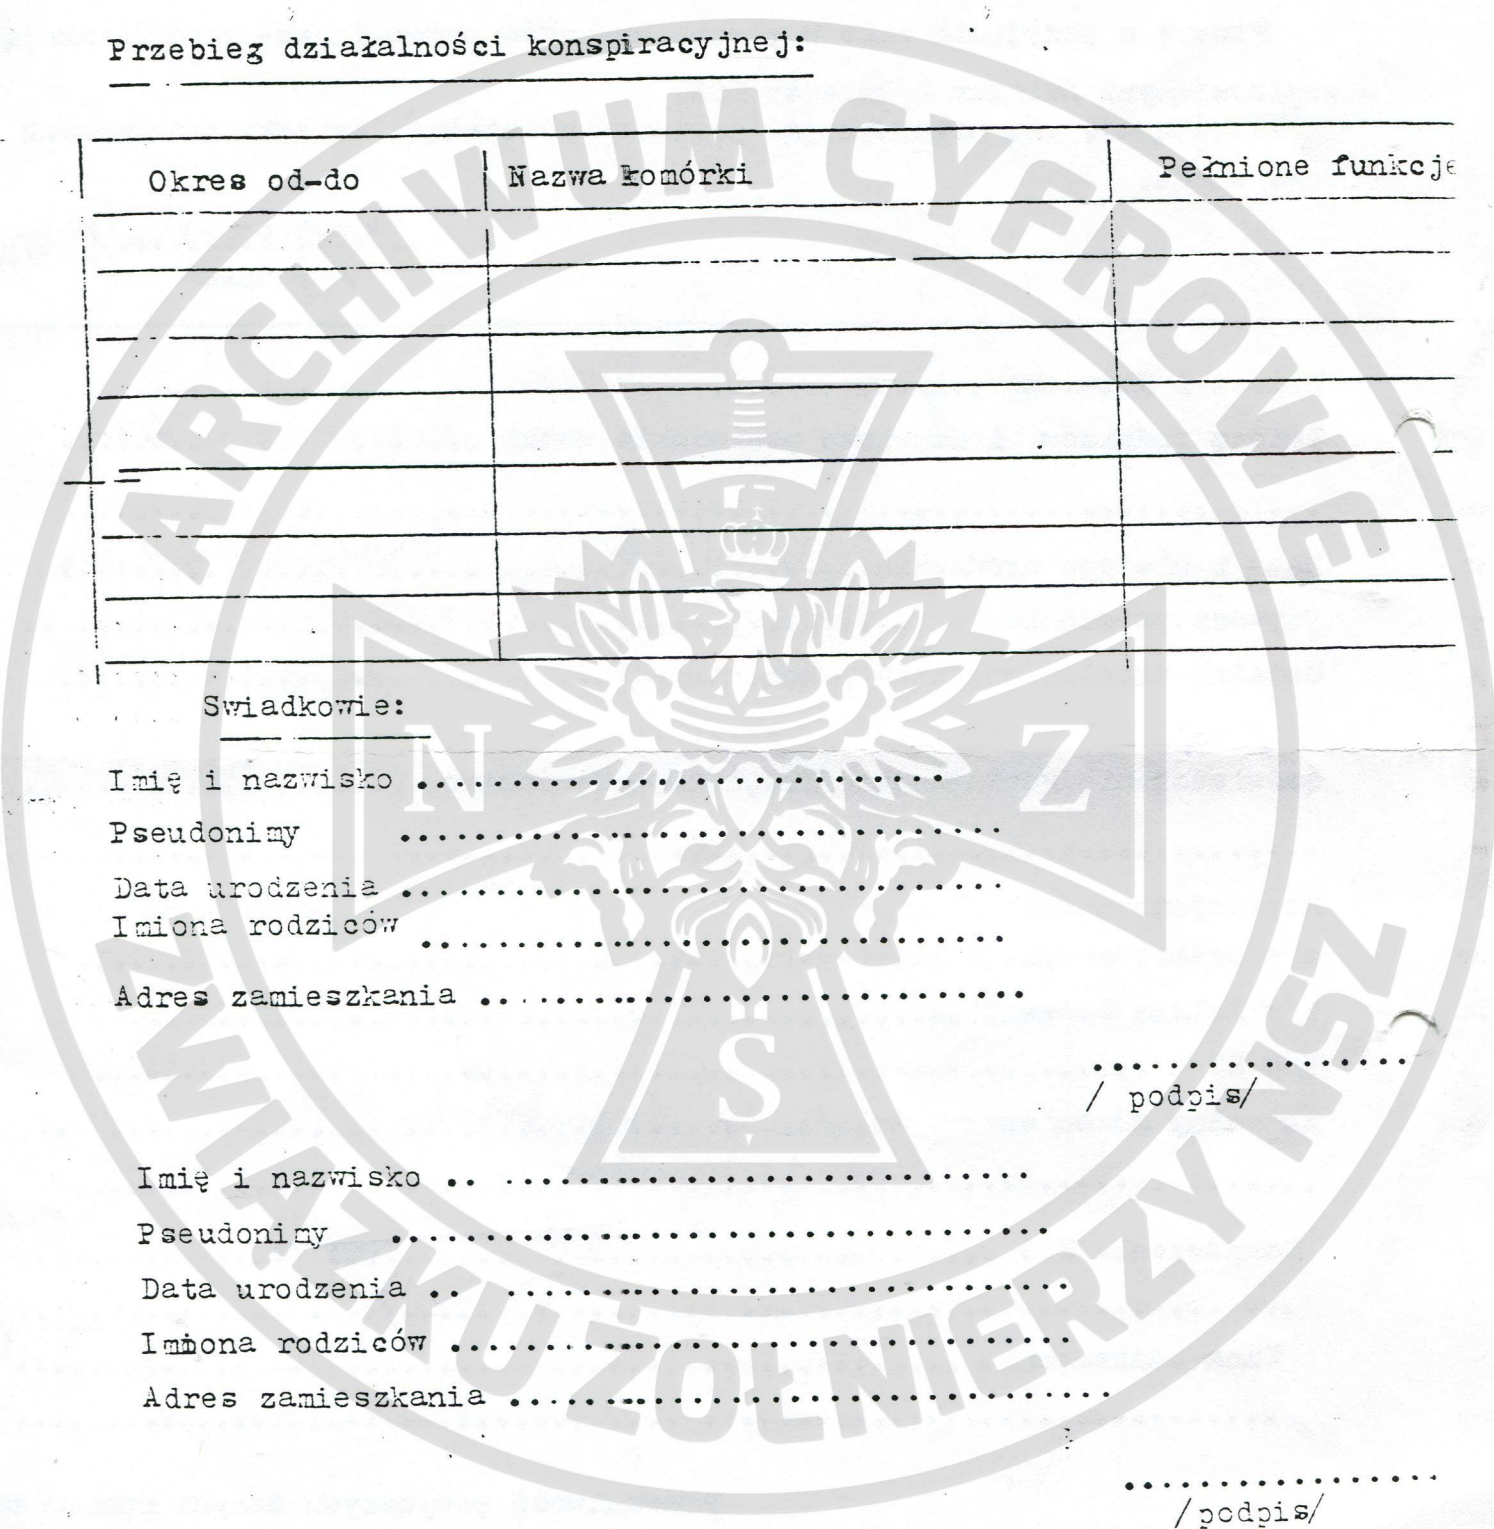 Przebieg działalności konspiracyjnej:
Okres od-do Nazwa komórki Pełnione funkcje
Swiadkowie:
Imię i nazwisko ............................
Pseudonimy ................................
Data urodzenia ................................
Imiona rodziców ...............................
Adres zamieszkania .............................
.................
/ podpis/
Imię i nazwisko .. ............................
Pseudonimy ...................................
Data urodzenia .. ..............................
Imiona rodziców .................................
Adres zamieszkania ................................
.................
/podpis/
ARCHIWUM CYFROWE
ZWIĄZKU ŻOŁNIERZY NSZ
N Z
S